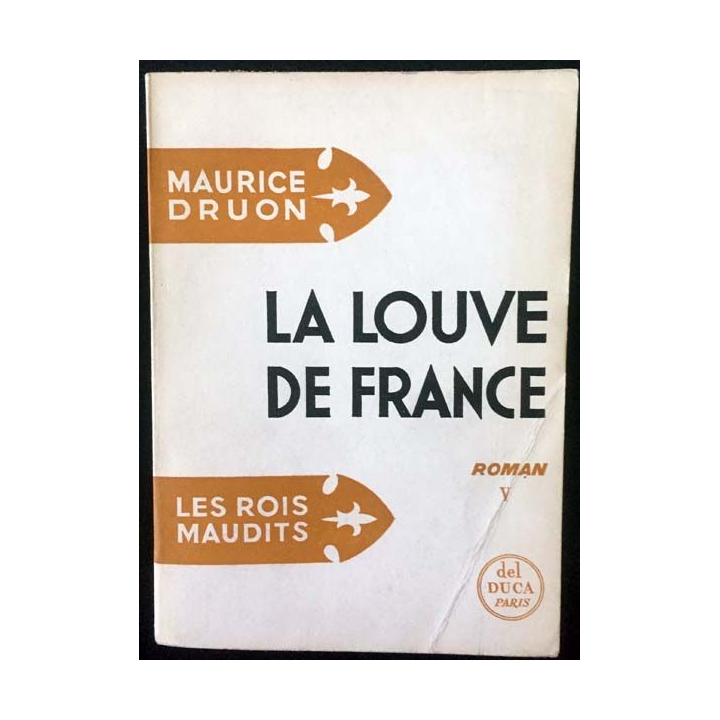 MAURICE
DRUON
LA LOUVE
DE FRANCE
ROMAN
V
LES ROIS
MAUDITS
del
DUCA
PARIS